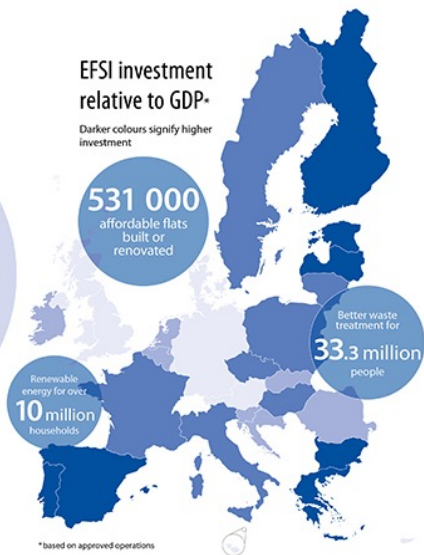 EFSI investment
relative to GDP*
Darker colours signify higher
investment
531 000
affordable flats
built or
renovated
Better waste
treatment for
33.3 million
people
Renewable
energy for over
10 million
households
* based on approved operations